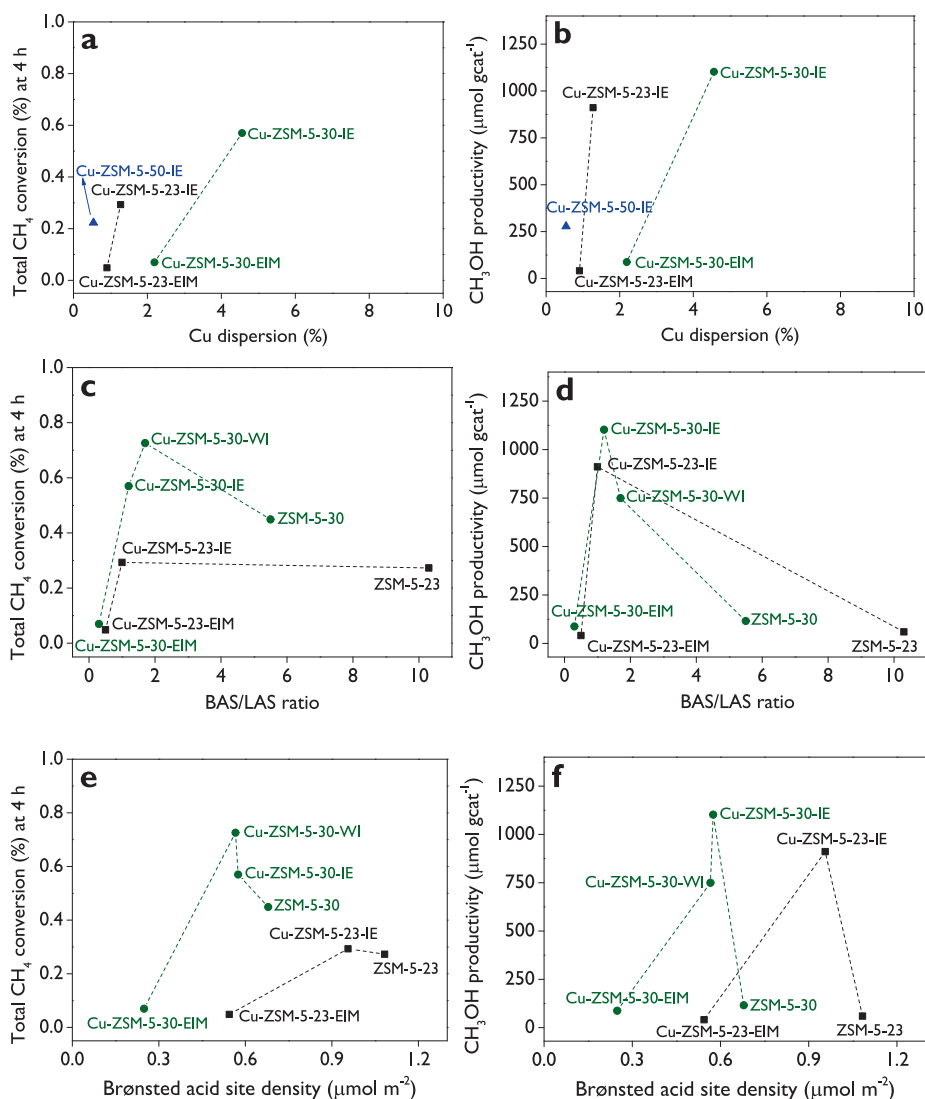 a
Total CH₄ conversion (%) at 4 h
1.0
0.8
0.6
0.4
0.2
0.0
Cu-ZSM-5-30-IE
Cu-ZSM-5-50-IE
Cu-ZSM-5-23-IE
Cu-ZSM-5-30-EIM
Cu-ZSM-5-23-EIM
0 2 4 6 8 10
Cu dispersion (%)
b
CH₃OH productivity (μmol gcat⁻¹)
1250
1000
750
500
250
0
Cu-ZSM-5-30-IE
Cu-ZSM-5-23-IE
Cu-ZSM-5-50-IE
Cu-ZSM-5-30-EIM
Cu-ZSM-5-23-EIM
0 2 4 6 8 10
Cu dispersion (%)
c
Total CH₄ conversion (%) at 4 h
1.0
0.8
0.6
0.4
0.2
0.0
Cu-ZSM-5-30-WI
Cu-ZSM-5-30-IE
ZSM-5-30
Cu-ZSM-5-23-IE
ZSM-5-23
Cu-ZSM-5-23-EIM
Cu-ZSM-5-30-EIM
0 2 4 6 8 10
BAS/LAS ratio
d
CH₃OH productivity (μmol gcat⁻¹)
1250
1000
750
500
250
0
Cu-ZSM-5-30-IE
Cu-ZSM-5-23-IE
Cu-ZSM-5-30-WI
Cu-ZSM-5-30-EIM
ZSM-5-30
Cu-ZSM-5-23-EIM
ZSM-5-23
0 2 4 6 8 10
BAS/LAS ratio
e
Total CH₄ conversion (%) at 4 h
1.0
0.8
0.6
0.4
0.2
0.0
Cu-ZSM-5-30-WI
Cu-ZSM-5-30-IE
ZSM-5-30
Cu-ZSM-5-23-IE
ZSM-5-23
Cu-ZSM-5-30-EIM
Cu-ZSM-5-23-EIM
0.0 0.3 0.6 0.9 1.2
Brønsted acid site density (μmol m⁻²)
f
CH₃OH productivity (μmol gcat⁻¹)
1250
1000
750
500
250
0
Cu-ZSM-5-30-IE
Cu-ZSM-5-23-IE
Cu-ZSM-5-30-WI
Cu-ZSM-5-30-EIM
ZSM-5-30
Cu-ZSM-5-23-EIM
ZSM-5-23
0.0 0.3 0.6 0.9 1.2
Brønsted acid site density (μmol m⁻²)